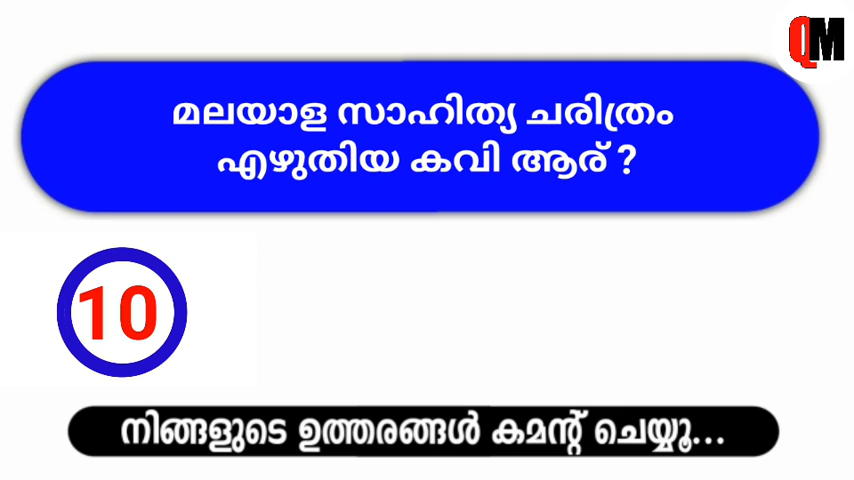 QM
മലയാള സാഹിത്യ ചരിത്രം
എഴുതിയ കവി ആര് ?
10
നിങ്ങളുടെ ഉത്തരങ്ങൾ കമന്റ് ചെയ്യൂ...